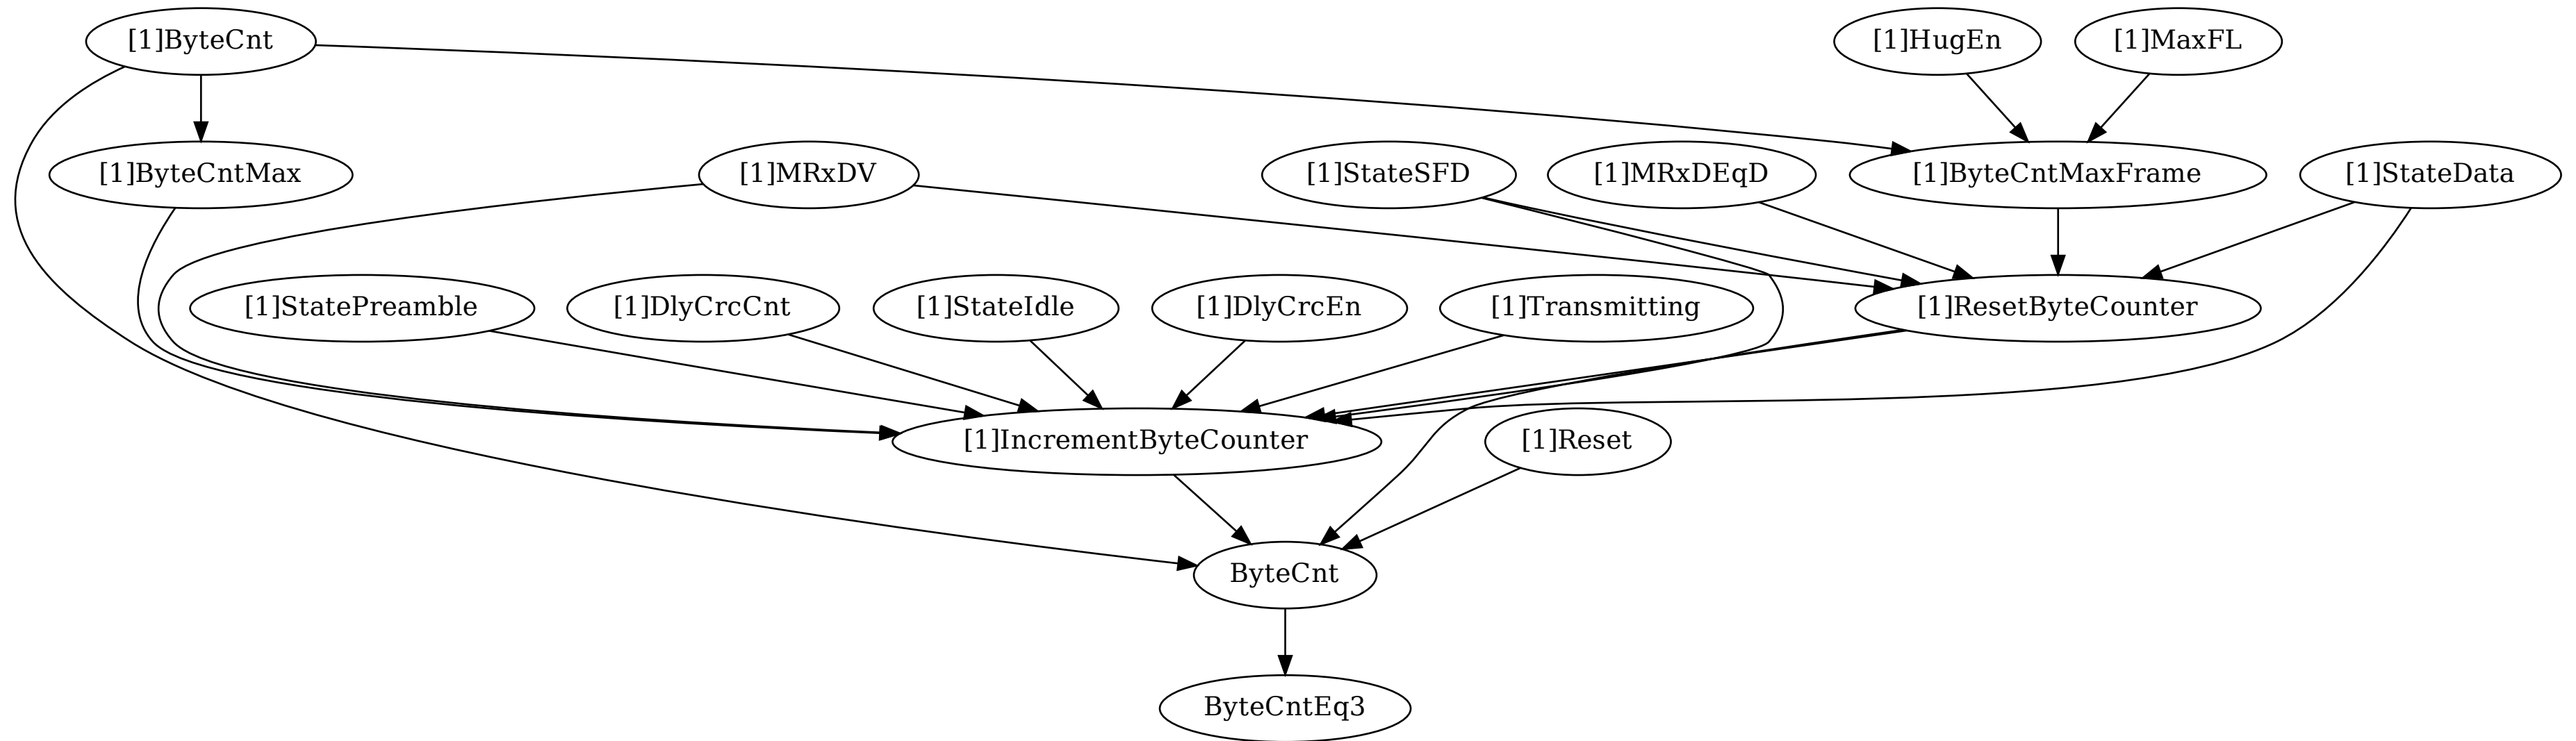 [1]ByteCnt
[1]HugEn
[1]MaxFL
[1]ByteCntMax
[1]MRxDV
[1]StateSFD
[1]MRxDEqD
[1]ByteCntMaxFrame
[1]StateData
[1]StatePreamble
[1]DlyCrcCnt
[1]StateIdle
[1]DlyCrcEn
[1]Transmitting
[1]ResetByteCounter
[1]IncrementByteCounter
[1]Reset
ByteCnt
ByteCntEq3